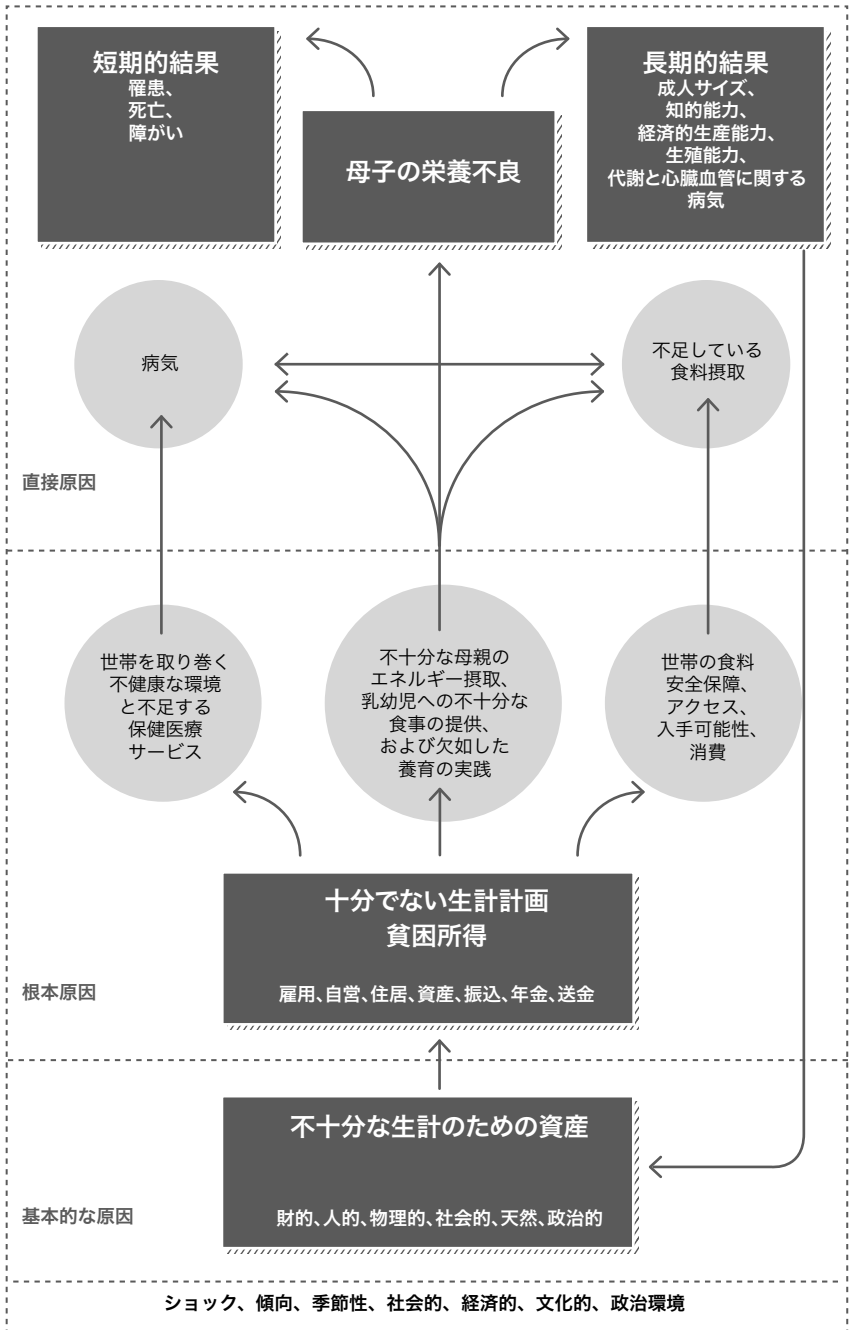 短期的結果
罹患、
死亡、
障がい
母子の栄養不良
長期的結果
成人サイズ、
知的能力、
経済的生産能力、
生殖能力、
代謝と心臓血管に関する
病気
病気
不足している
食料摂取
直接原因
世帯を取り巻く
不健康な環境
と不足する
保健医療
サービス
不十分な母親の
エネルギー摂取、
乳幼児への不十分な
食事の提供、
および欠如した
養育の実践
世帯の食料
安全保障、
アクセス、
入手可能性、
消費
十分でない生計計画
貧困所得
雇用、自営、住居、資産、振込、年金、送金
根本原因
不十分な生計のための資産
財的、人的、物理的、社会的、天然、政治的
基本的な原因
ショック、傾向、季節性、社会的、経済的、文化的、政治環境